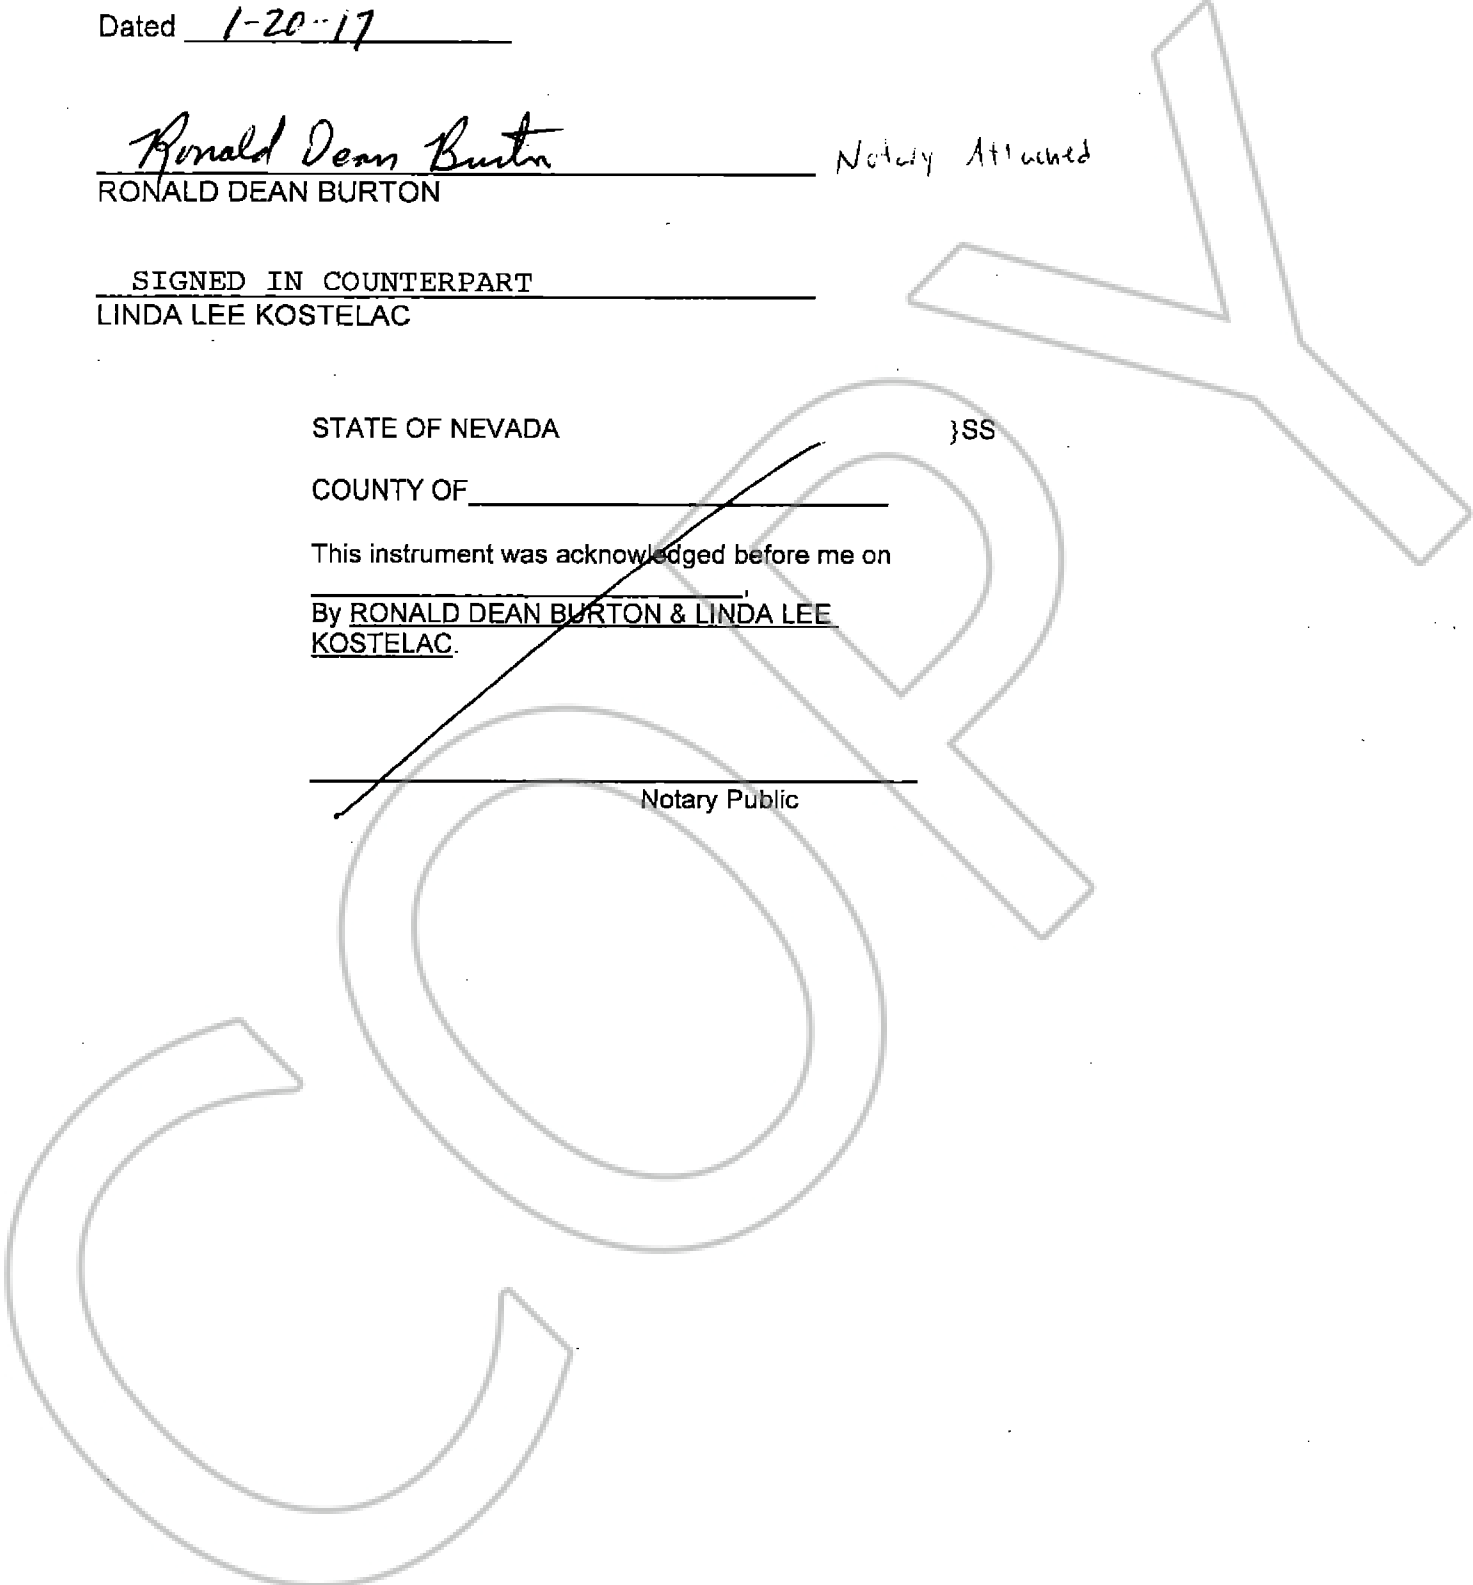 Dated 1-20-17
Ronald Dean Burton Notary Attached
RONALD DEAN BURTON
SIGNED IN COUNTERPART
LINDA LEE KOSTELAC
STATE OF NEVADA }SS
COUNTY OF
This instrument was acknowledged before me on
,
By RONALD DEAN BURTON & LINDA LEE
KOSTELAC.
Notary Public
COPY